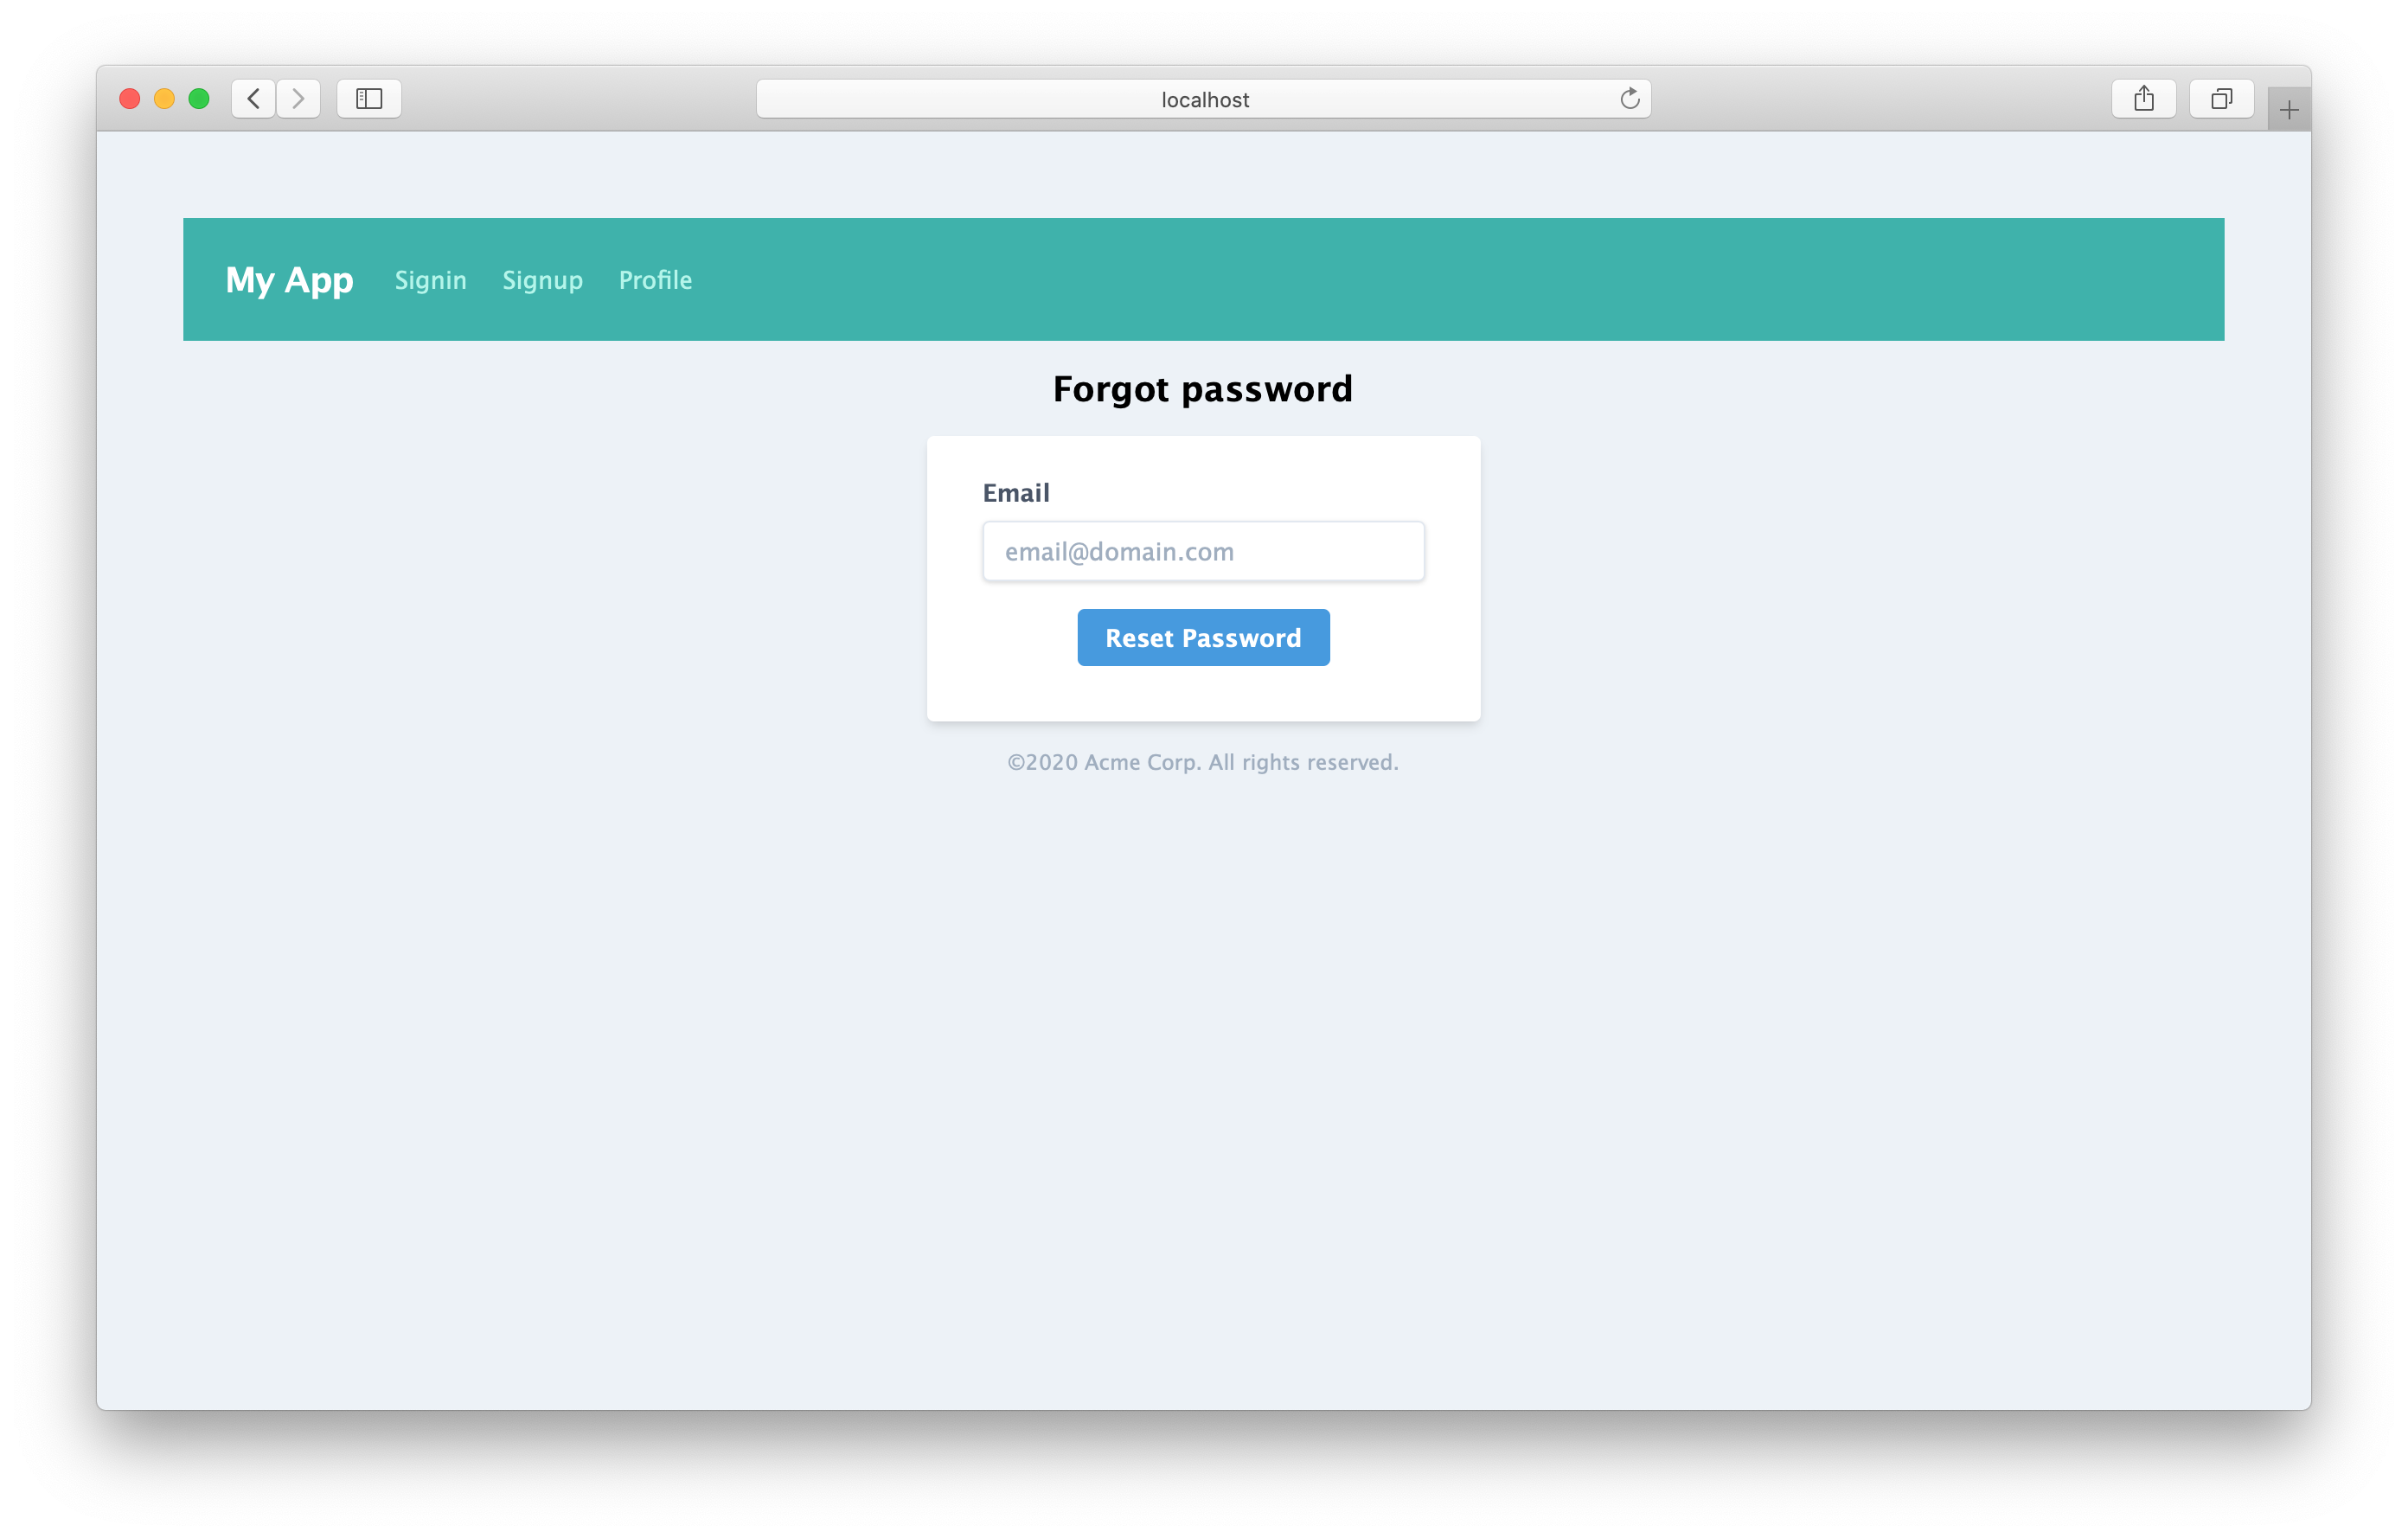 localhost
My App Signin Signup Profile
Forgot password
Email
email@domain.com
Reset Password
©2020 Acme Corp. All rights reserved.